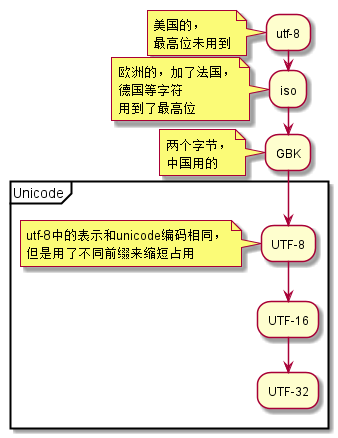 美国的，
最高位未用到
utf-8
欧洲的，加了法国，
德国等字符
用到了最高位
iso
两个字节，
中国用的
GBK
Unicode
utf-8中的表示和unicode编码相同，
但是用了不同前缀来缩短占用
UTF-8
UTF-16
UTF-32